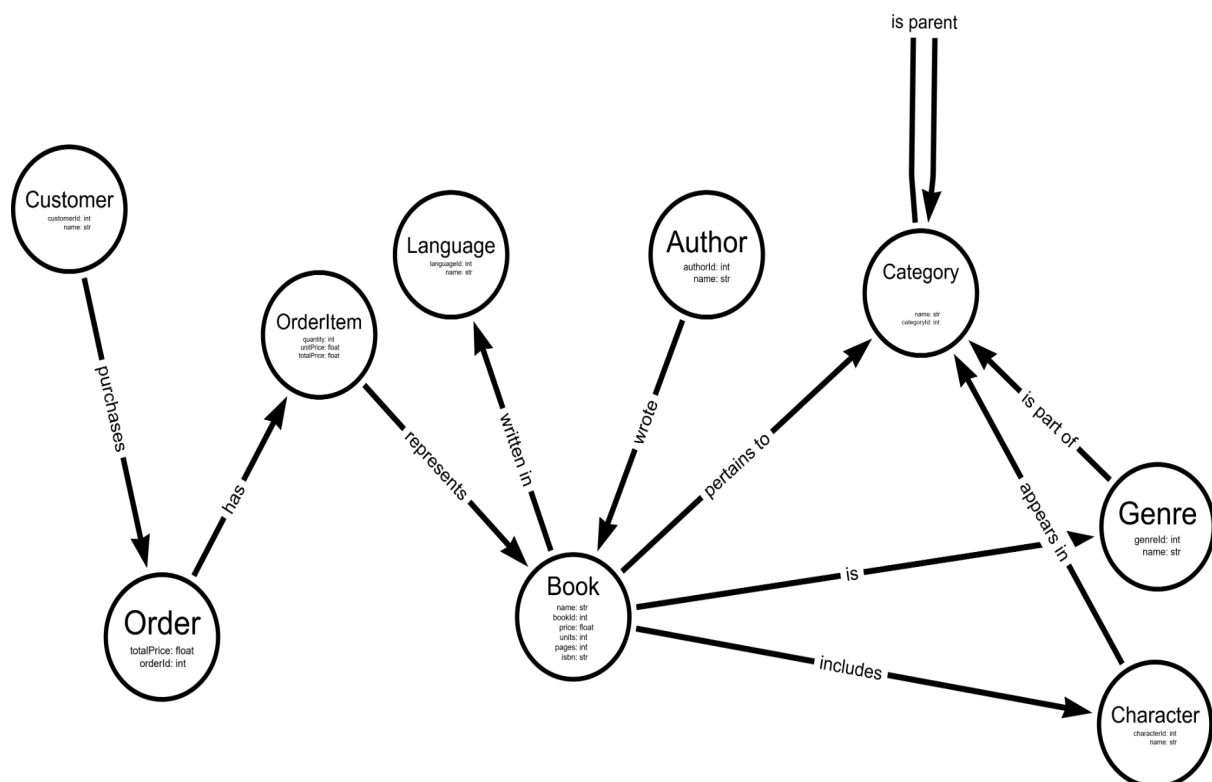 is parent
Customer
customerId: int
name: str
Language
languageId: int
name: str
Author
authorId: int
name: str
Category
name: str
categoryId: int
OrderItem
quantity: int
unitPrice: float
totalPrice: float
purchases
has
represents
written in
wrote
pertains to
is part of
appears in
Genre
genreId: int
name: str
is
Book
name: str
bookId: int
price: float
units: int
pages: int
isbn: str
Order
totalPrice: float
orderId: int
includes
Character
characterId: int
name: str